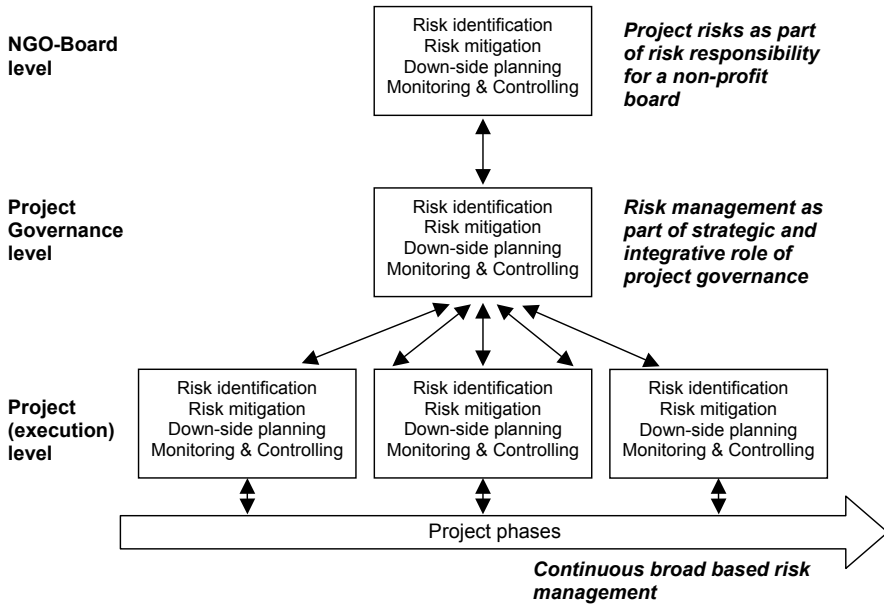 NGO-Board
level
Risk identification
Risk mitigation
Down-side planning
Monitoring & Controlling
Project risks as part
of risk responsibility
for a non-profit
board
Project
Governance
level
Risk identification
Risk mitigation
Down-side planning
Monitoring & Controlling
Risk management as
part of strategic and
integrative role of
project governance
Project
(execution)
level
Risk identification
Risk mitigation
Down-side planning
Monitoring & Controlling
Risk identification
Risk mitigation
Down-side planning
Monitoring & Controlling
Risk identification
Risk mitigation
Down-side planning
Monitoring & Controlling
Project phases
Continuous broad based risk
management